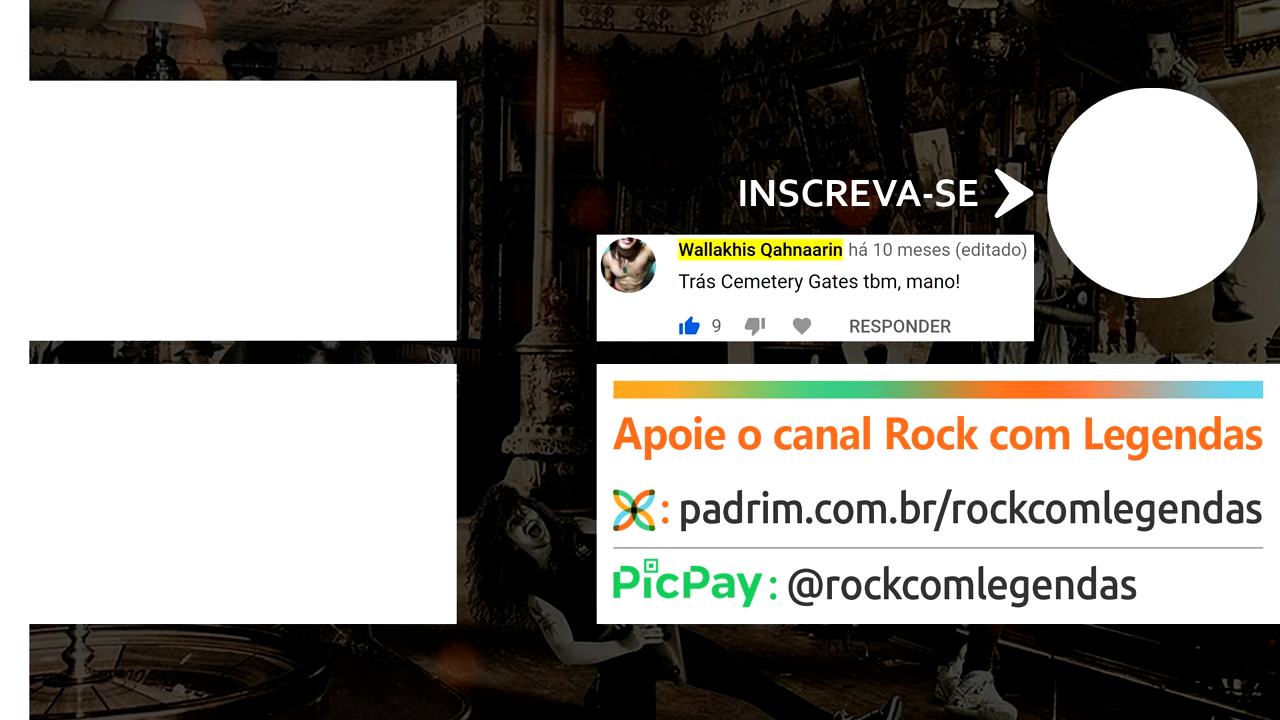 INSCREVA-SE
Wallakhis Qahnaarin há 10 meses (editado)
Trás Cemetery Gates tbm, mano!
9 RESPONDER
Apoie o canal Rock com Legendas
: padrim.com.br/rockcomlegendas
PicPay : @rockcomlegendas